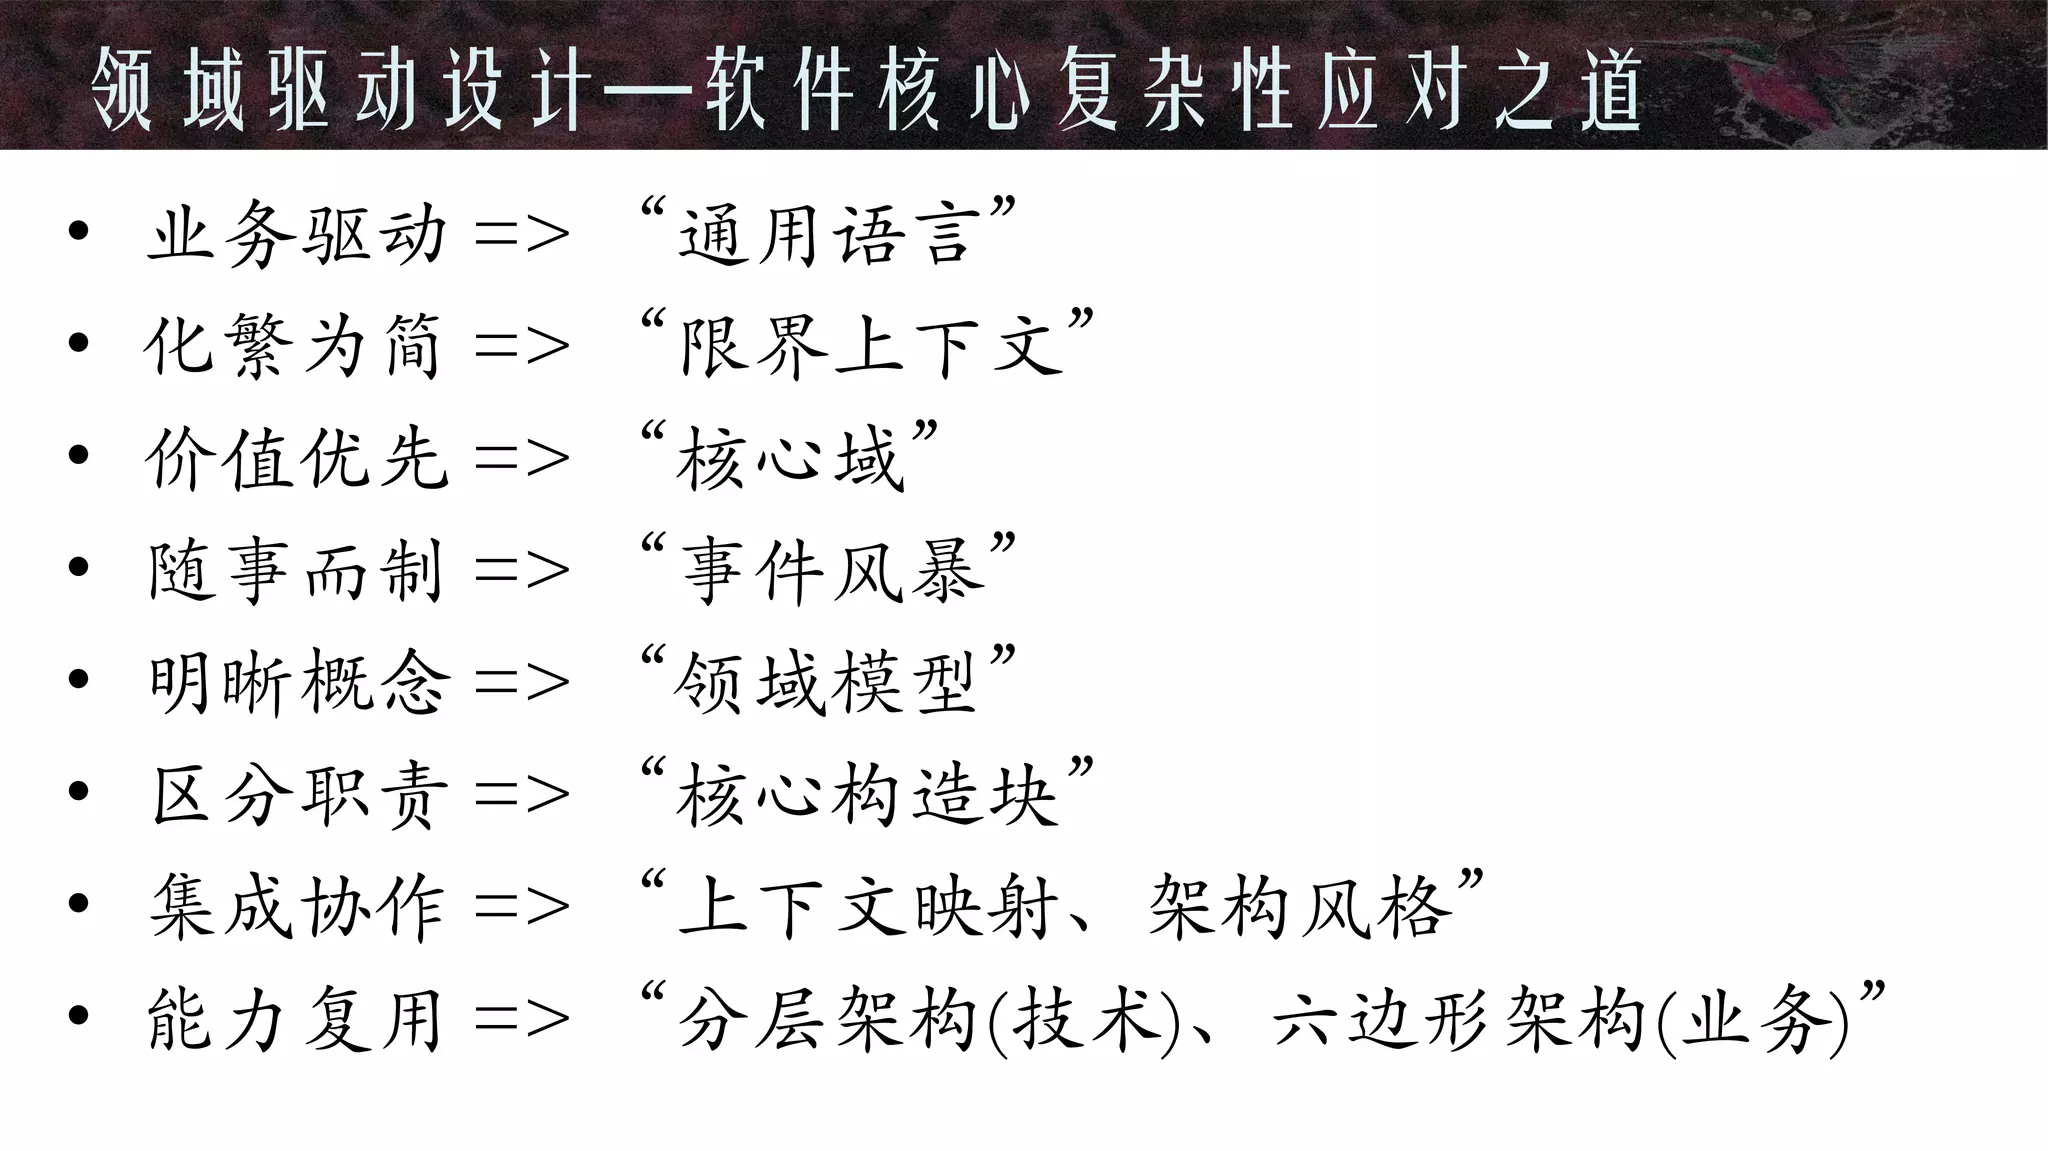 领域驱动设计—软件核心复杂性应对之道
• 业务驱动 => “通用语言”
• 化繁为简 => “限界上下文”
• 价值优先 => “核心域”
• 随事而制 => “事件风暴”
• 明晰概念 => “领域模型”
• 区分职责 => “核心构造块”
• 集成协作 => “上下文映射、架构风格”
• 能力复用 => “分层架构(技术)、六边形架构(业务)”